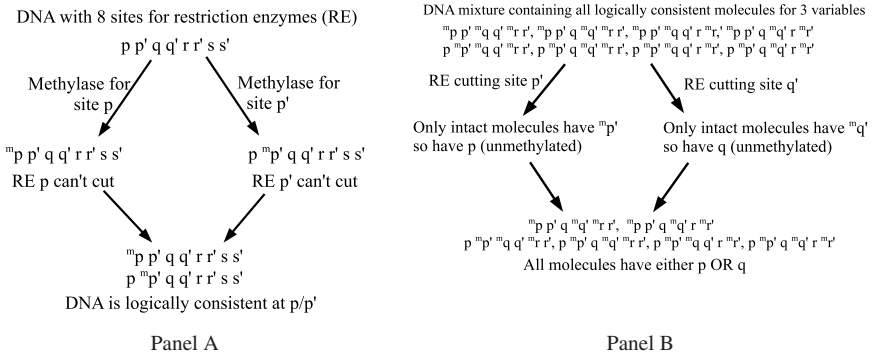 DNA with 8 sites for restriction enzymes (RE)
p p' q q' r r' s s'
Methylase for
site p
Methylase for
site p'
ᵐp p' q q' r r' s s'
RE p can't cut
p ᵐp' q q' r r' s s'
RE p' can't cut
ᵐp p' q q' r r' s s'
p ᵐp' q q' r r' s s'
DNA is logically consistent at p/p'
Panel A
DNA mixture containing all logically consistent molecules for 3 variables
ᵐp p' ᵐq q' ᵐr r', ᵐp p' q ᵐq' ᵐr r', ᵐp p' ᵐq q' r ᵐr,' ᵐp p' q ᵐq' r ᵐr'
p ᵐp' ᵐq q' ᵐr r', p ᵐp' q ᵐq' ᵐr r', p ᵐp' ᵐq q' r ᵐr', p ᵐp' q ᵐq' r ᵐr'
RE cutting site p'
RE cutting site q'
Only intact molecules have ᵐp'
so have p (unmethylated)
Only intact molecules have ᵐq'
so have q (unmethylated)
ᵐp p' q ᵐq' ᵐr r', ᵐp p' q ᵐq' r ᵐr'
p ᵐp' ᵐq q' ᵐr r', p ᵐp' q ᵐq' ᵐr r', p ᵐp' ᵐq q' r ᵐr', p ᵐp' q ᵐq' r ᵐr'
All molecules have either p OR q
Panel B